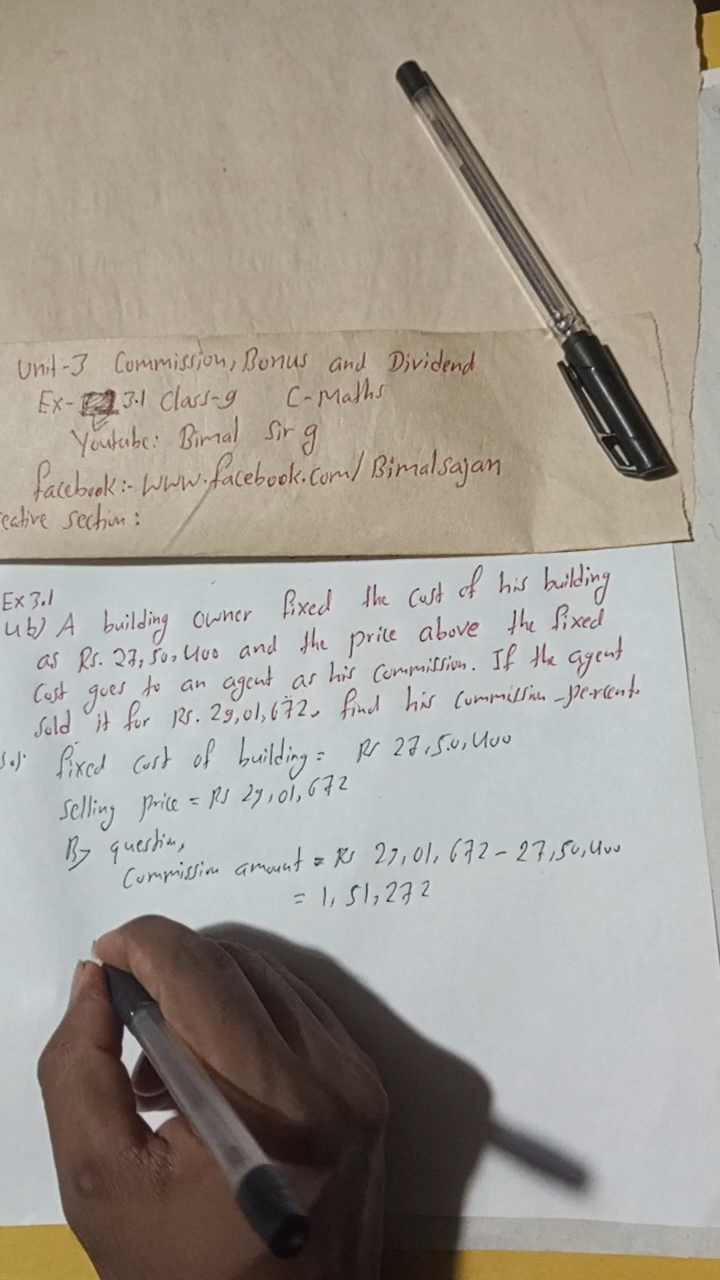 Unit-3 Commission, Bonus and Dividend
Ex- 3.1 Class-9 C-Maths
Youtube: Bimal Sir g
facebook:- www.facebook.com/Bimalsajan
eative section:
Ex 3.1
4b) A building owner fixed the cost of his building
as Rs. 27,50,400 and the price above the fixed
cost goes to an agent as his commission. If the agent
sold it for Rs. 29,01,672, find his commission-percent.
Sol: fixed cost of building = Rs 27,50,400
Selling price = Rs 29,01,672
By question,
Commission amount = Rs 29,01,672 - 27,50,400
= 1,51,272